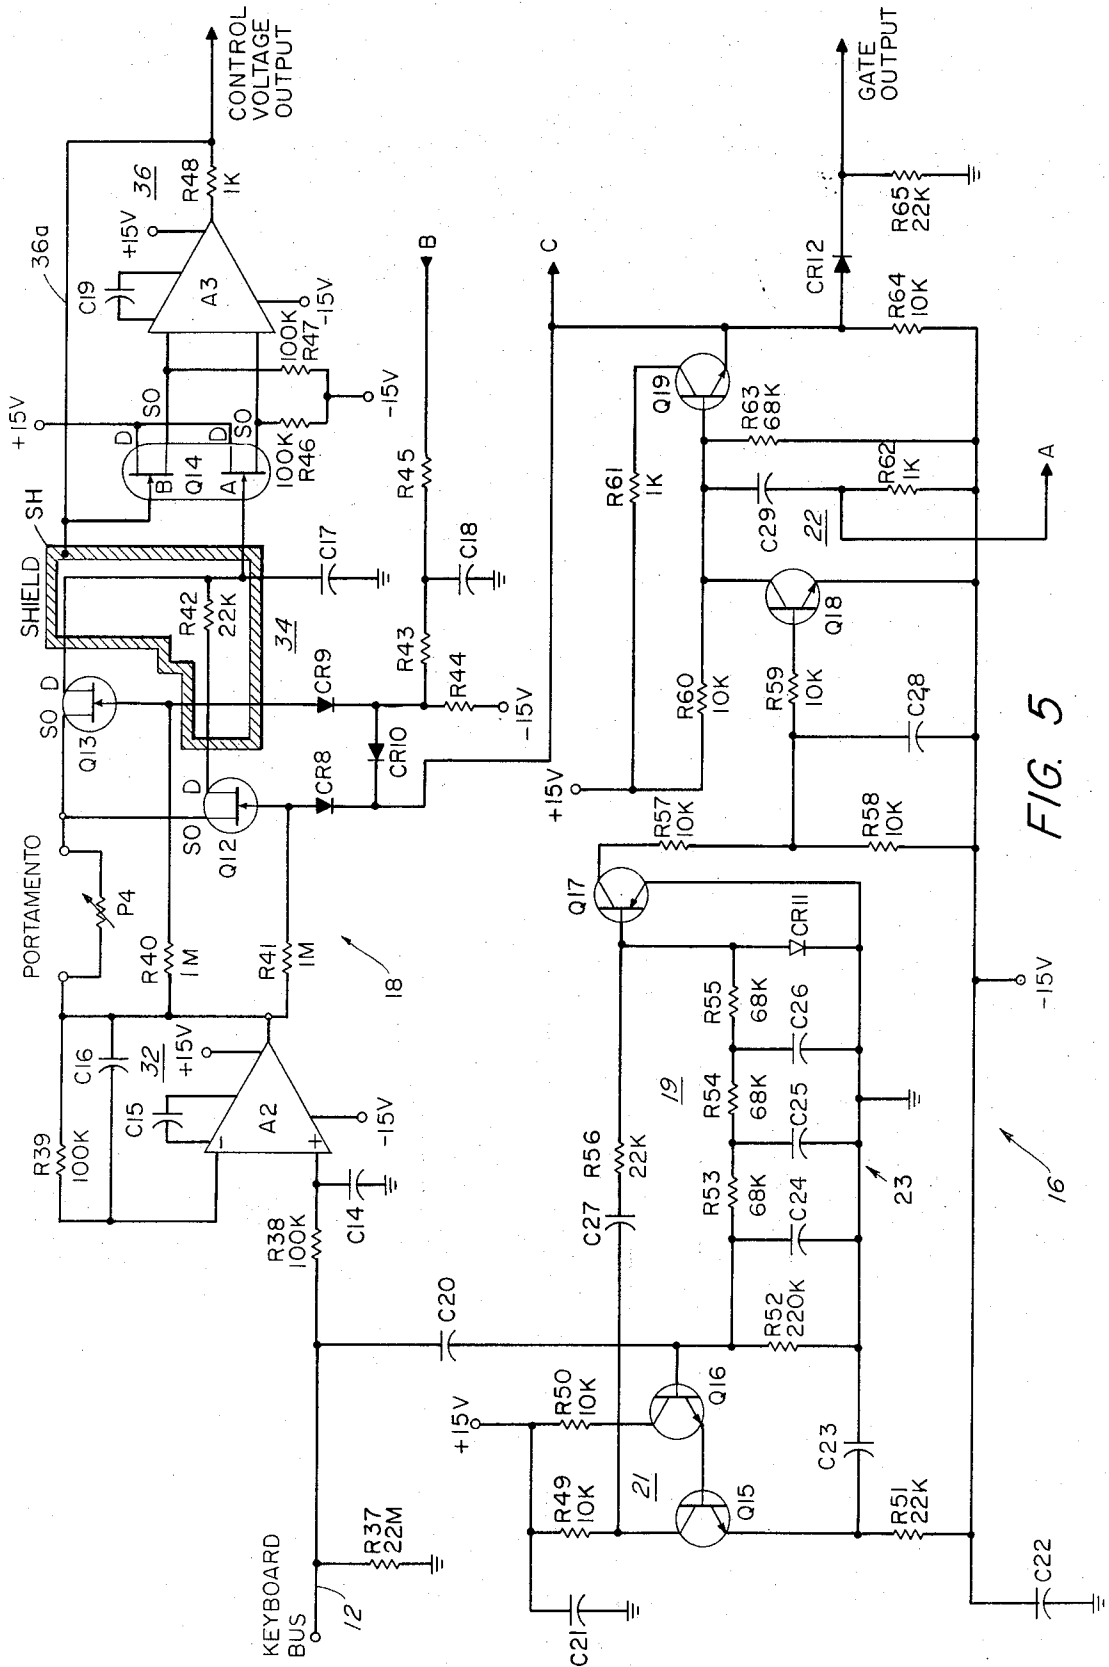 KEYBOARD
BUS
12
R37
22M
R38
100K
C14
R39
100K
C16
C15
32
+15V
A2
-
+
-15V
PORTAMENTO
P4
R40
1M
R41
1M
18
SO
D
Q13
SO
D
Q12
CR8
CR9
CR10
R44
-15V
R43
C18
R45
B
SHIELD
SH
R42
22K
34
C17
+15V
D
SO
B
Q14
A
D
SO
100K
R46
100K
R47
-15V
C19
+15V
A3
-15V
36
R48
1K
36a
CONTROL
VOLTAGE
OUTPUT
C
C20
+15V
C21
R49
10K
R50
10K
21
Q15
Q16
R51
22K
C22
C23
R52
220K
C27
R56
22K
19
R53
68K
R54
68K
R55
68K
C24
C25
C26
CR11
23
Q17
R57
10K
R58
10K
+15V
R60
10K
R59
10K
C28
Q18
R61
1K
C29
22
R62
1K
R63
68K
Q19
A
CR12
R64
10K
R65
22K
GATE
OUTPUT
-15V
16
FIG. 5